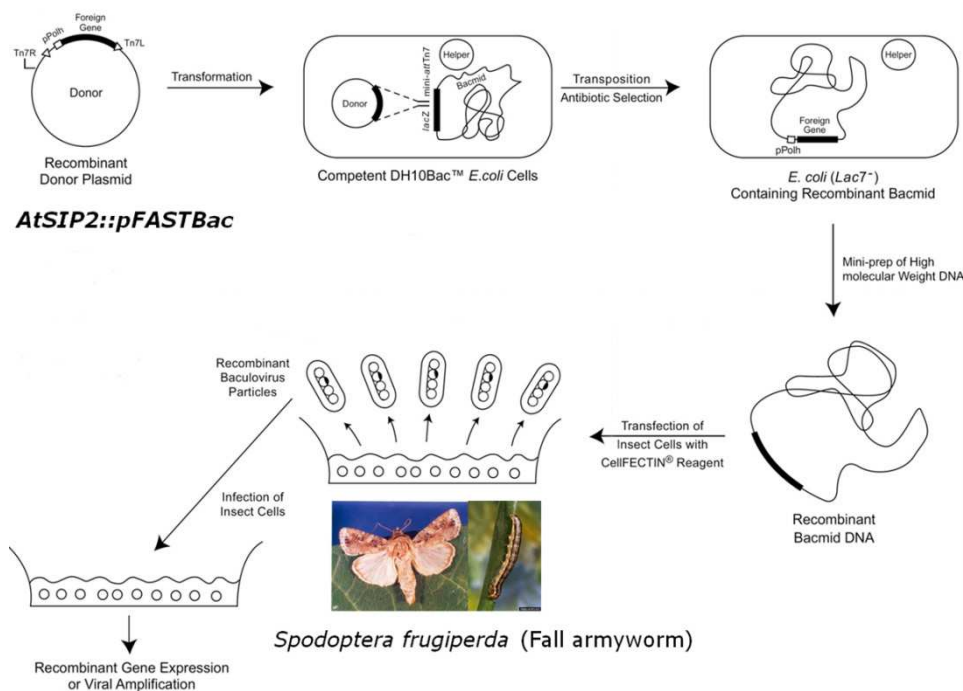 Foreign
Gene
pPolh
Tn7R
Tn7L
Donor
Recombinant
Donor Plasmid
AtSIP2::pFASTBac
Transformation
Helper
Donor
lacZ
mini-attTn7
Bacmid
Competent DH10Bac™ E.coli Cells
Transposition
Antibiotic Selection
Helper
Foreign
Gene
pPolh
E. coli (Lac7⁻)
Containing Recombinant Bacmid
Mini-prep of High
molecular Weight DNA
Recombinant
Bacmid DNA
Transfection of
Insect Cells with
CellFECTIN® Reagent
Recombinant
Baculovirus
Particles
Infection of
Insect Cells
Spodoptera frugiperda (Fall armyworm)
Recombinant Gene Expression
or Viral Amplification